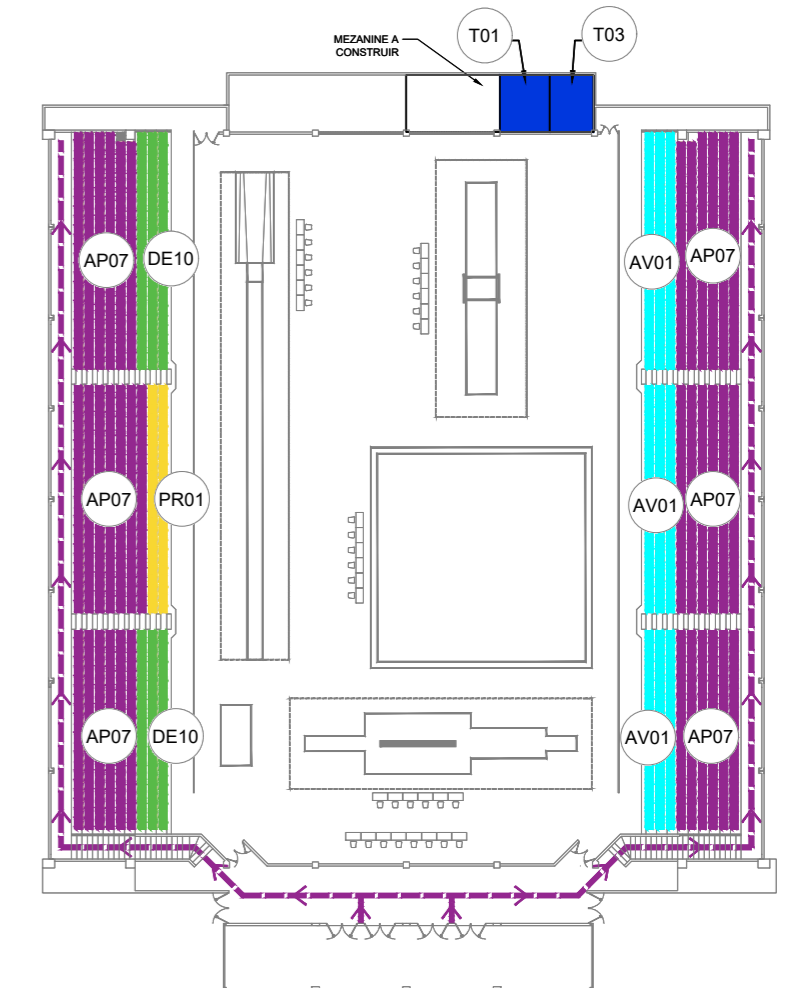 T01
T03
MEZANINE A
CONSTRUIR
AP07
DE10
AV01
AP07
AP07
PR01
AV01
AP07
AP07
DE10
AV01
AP07